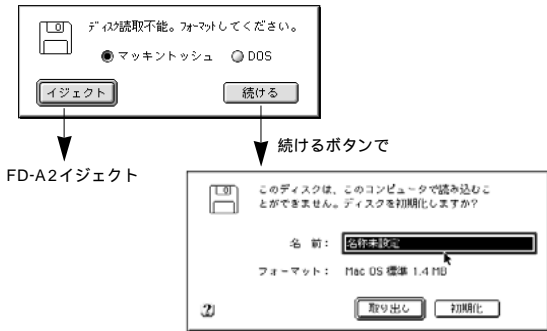 ディスク読取不能。フォーマットしてください。
マッキントッシュ DOS
イジェクト 続ける
続けるボタンで
FD-A2イジェクト
このディスクは、このコンピュータで読み込むこ
とができません。ディスクを初期化しますか?
名 前: 名称未設定
フォーマット: Mac OS 標準 1.4 MB
? 取り出し 初期化